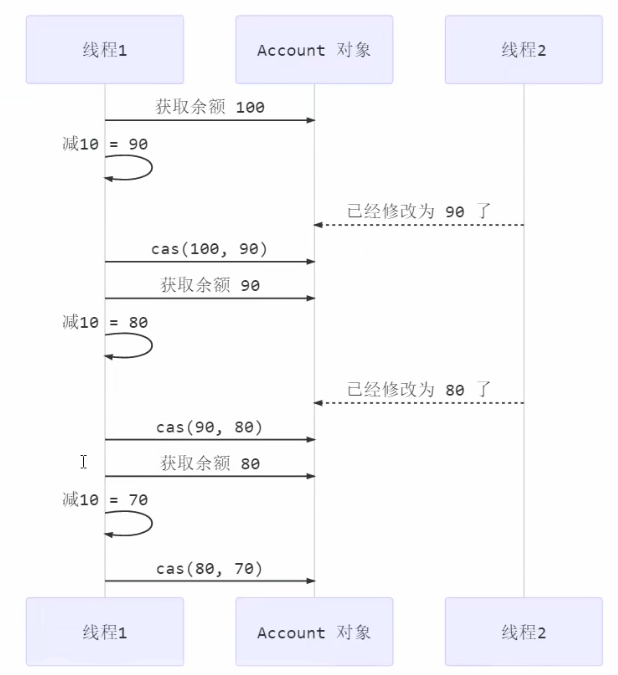 线程1
Account 对象
线程2
获取余额 100
减10 = 90
已经修改为 90 了
cas(100, 90)
获取余额 90
减10 = 80
已经修改为 80 了
cas(90, 80)
获取余额 80
减10 = 70
cas(80, 70)
线程1
Account 对象
线程2